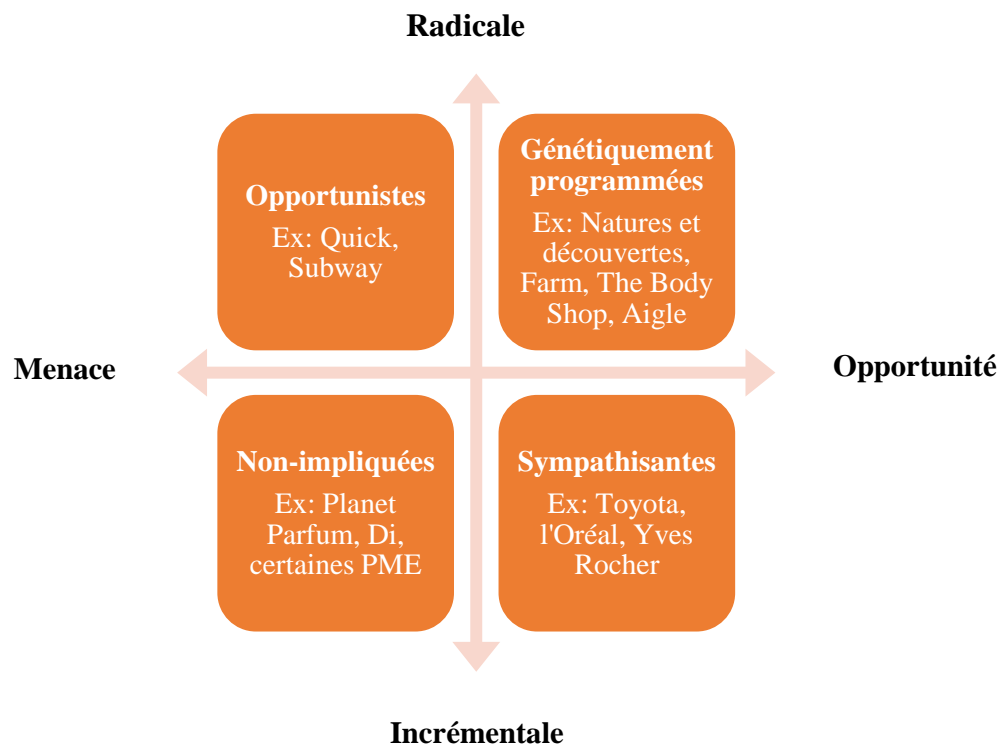 Radicale
Opportunistes
Ex: Quick,
Subway
Génétiquement
programmées
Ex: Natures et
découvertes,
Farm, The Body
Shop, Aigle
Menace
Opportunité
Non-impliquées
Ex: Planet
Parfum, Di,
certaines PME
Sympathisantes
Ex: Toyota,
l'Oréal, Yves
Rocher
Incrémentale